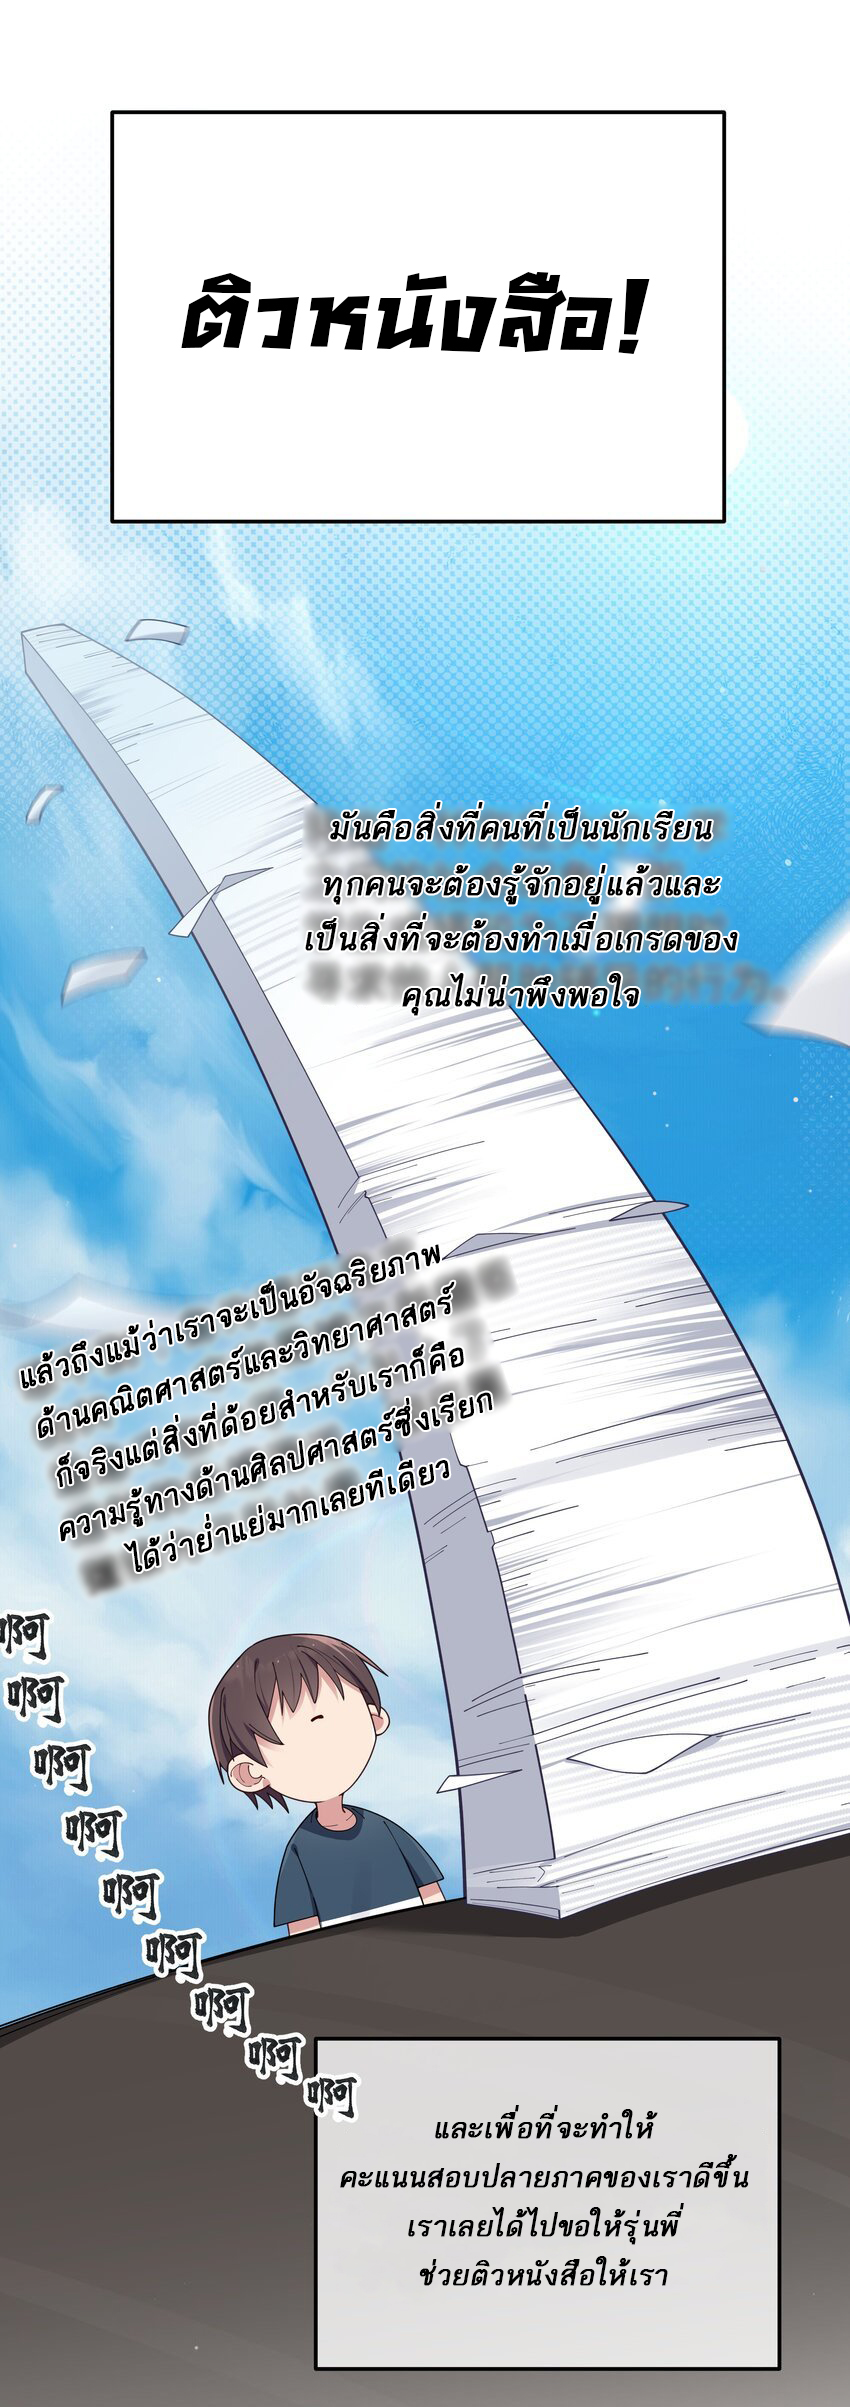 ติวหนังสือ!
มันคือสิ่งที่คนที่เป็นนักเรียน
ทุกคนจะต้องรู้จักอยู่แล้วและ
เป็นสิ่งที่จะต้องทำเมื่อเกรดของ
คุณไม่น่าพึงพอใจ
แล้วถึงแม้ว่าเราจะเป็นอัจฉริยภาพ
ด้านคณิตศาสตร์และวิทยาศาสตร์
ก็จริงแต่สิ่งที่ด้อยสำหรับเราก็คือ
ความรู้ทางด้านศิลปศาสตร์ซึ่งเรียก
ได้ว่าย่ำแย่มากเลยทีเดียว
啊
啊
啊
啊
啊
啊
啊
啊
啊
และเพื่อที่จะทำให้
คะแนนสอบปลายภาคของเราดีขึ้น
เราเลยได้ไปขอให้รุ่นพี่
ช่วยติวหนังสือให้เรา